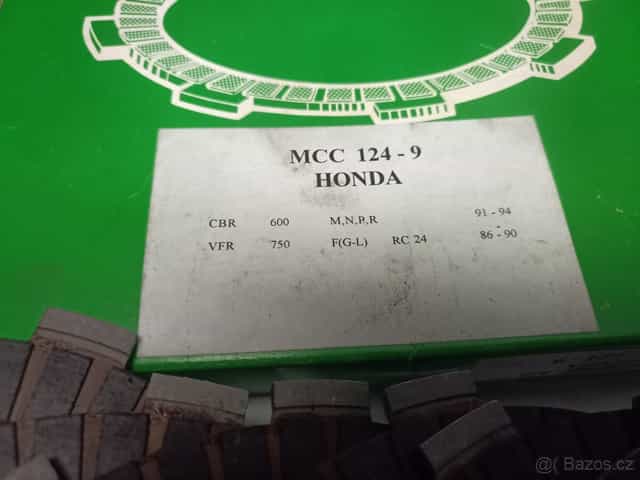 MCC 124 - 9
HONDA
CBR 600 M,N,P,R 91 - 94
VFR 750 F(G-L) RC 24 86 - 90
@( Bazos.cz